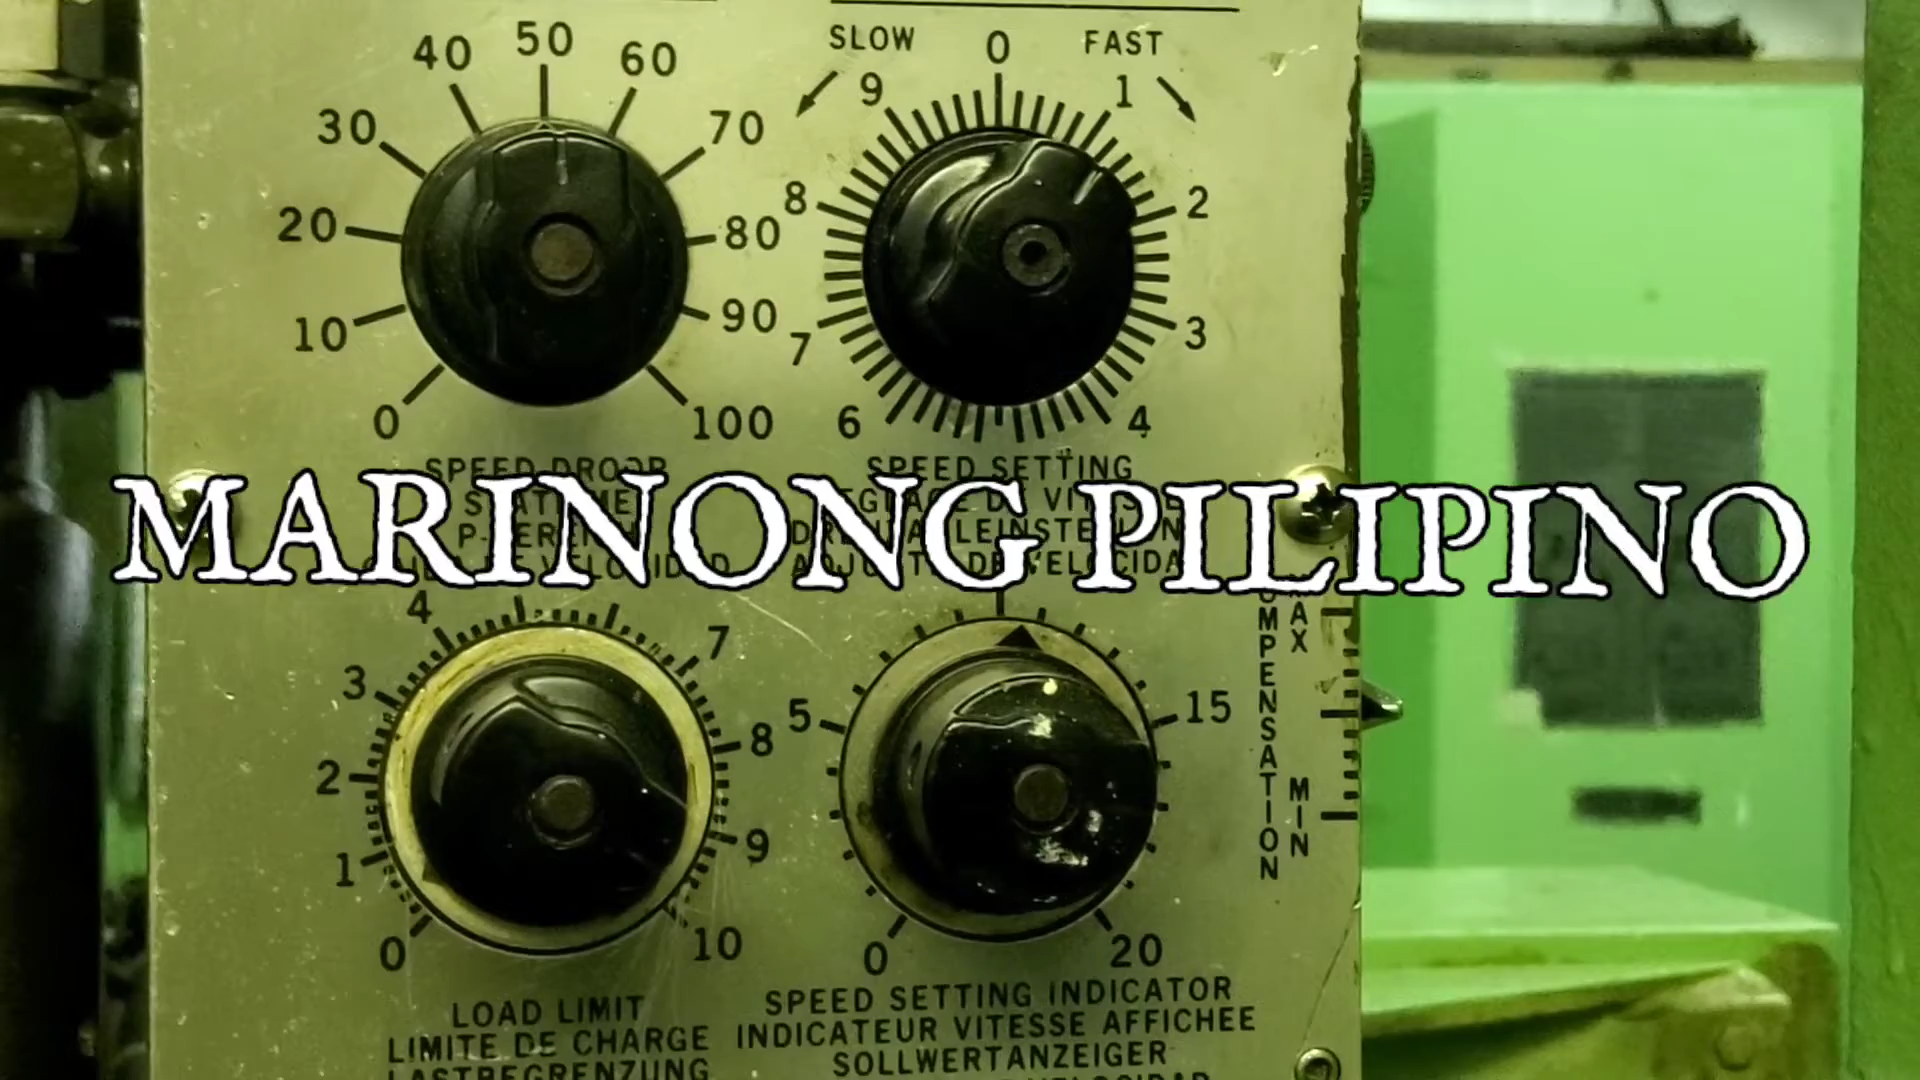 SLOW 0 FAST
40 50 60
9 1
30 70
8 2
20 80
10 90 7 3
0 100 6 4
SPEED DROOP SPEED SETTING
MARINONG PILIPINO
4 7
3 5 15
2 8
1 9
0 10 0 20
COMPENSATION
MAX
MIN
LOAD LIMIT
LIMITE DE CHARGE
LASTBEGRENZUNG
SPEED SETTING INDICATOR
INDICATEUR VITESSE AFFICHEE
SOLLWERTANZEIGER